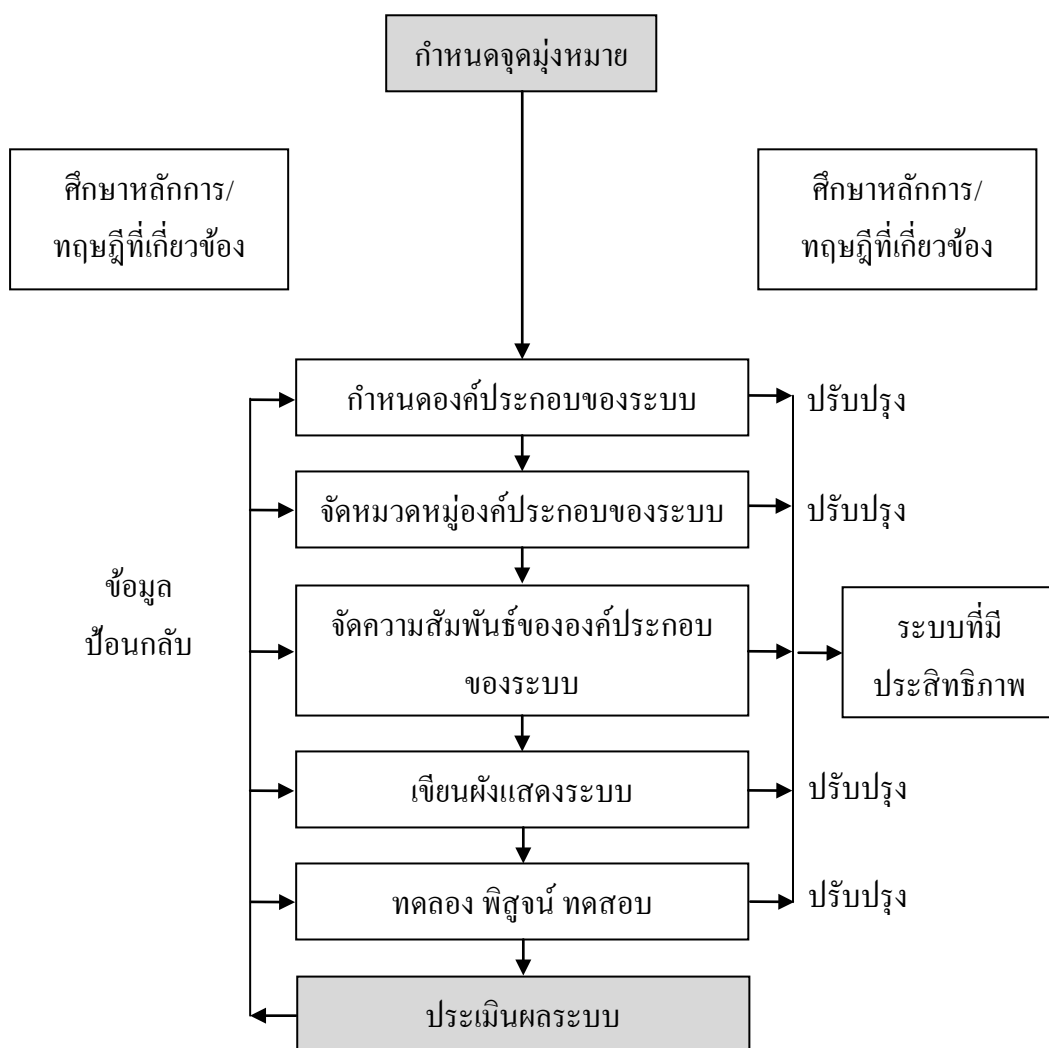 กำหนดจุดมุ่งหมาย
ศึกษาหลักการ/
ทฤษฎีที่เกี่ยวข้อง
ศึกษาหลักการ/
ทฤษฎีที่เกี่ยวข้อง
กำหนดองค์ประกอบของระบบ
ปรับปรุง
จัดหมวดหมู่องค์ประกอบของระบบ
ปรับปรุง
ข้อมูล
ป้อนกลับ
จัดความสัมพันธ์ขององค์ประกอบ
ของระบบ
ระบบที่มี
ประสิทธิภาพ
เขียนผังแสดงระบบ
ปรับปรุง
ทดลอง พิสูจน์ ทดสอบ
ปรับปรุง
ประเมินผลระบบ